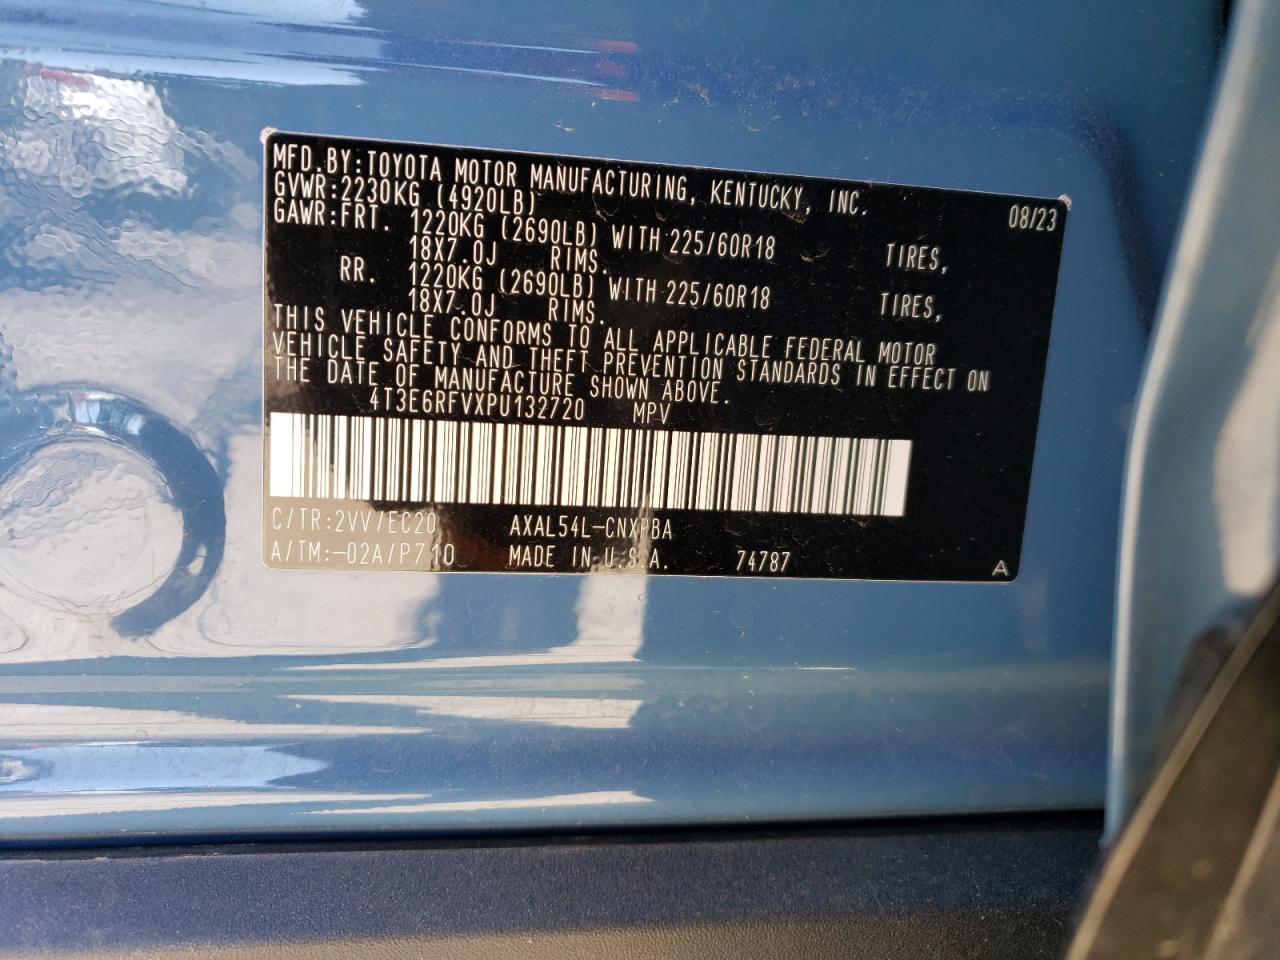 MFD.BY:TOYOTA MOTOR MANUFACTURING, KENTUCKY, INC. 08/23
GVWR:2230KG (4920LB)
GAWR:FRT. 1220KG (2690LB) WITH 225/60R18 TIRES,
18X7.0J RIMS.
RR. 1220KG (2690LB) WITH 225/60R18 TIRES,
18X7.0J RIMS.
THIS VEHICLE CONFORMS TO ALL APPLICABLE FEDERAL MOTOR
VEHICLE SAFETY AND THEFT PREVENTION STANDARDS IN EFFECT ON
THE DATE OF MANUFACTURE SHOWN ABOVE.
4T3E6RFVXPU132720 MPV
C/TR:2VV/EC20 AXAL54L-CNXPBA
A/TM:-02A/P710 MADE IN U.S.A. 74787 A